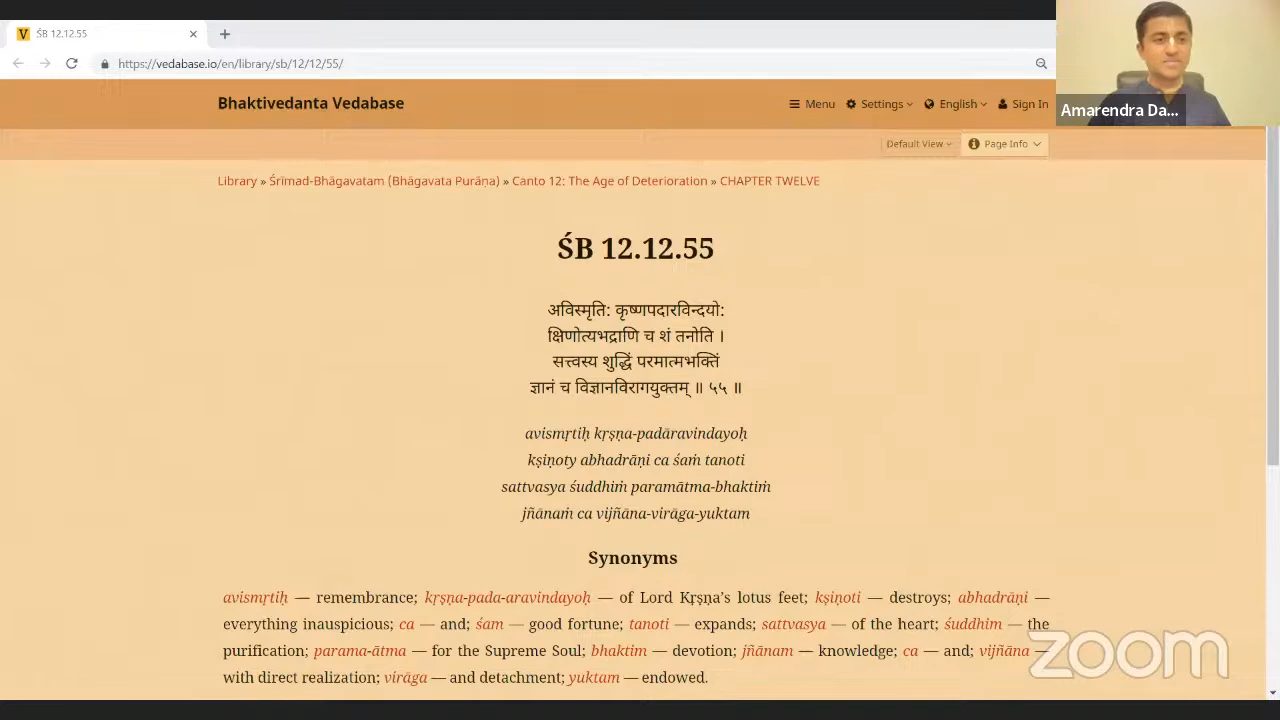 V ŚB 12.12.55
https://vedabase.io/en/library/sb/12/12/55/
Bhaktivedanta Vedabase
Menu Settings English Sign In
Amarendra Da...
Default View Page Info
Library » Śrīmad-Bhāgavatam (Bhāgavata Purāṇa) » Canto 12: The Age of Deterioration » CHAPTER TWELVE
ŚB 12.12.55
अविस्मृति: कृष्णपदारविन्दयो:
क्षिणोत्यभद्राणि च शं तनोति ।
सत्त्वस्य शुद्धिं परमात्मभक्तिं
ज्ञानं च विज्ञानविरागयुक्तम् ॥ ५५ ॥
avismṛtiḥ kṛṣṇa-padāravindayoḥ
kṣiṇoty abhadrāṇi ca śaṁ tanoti
sattvasya śuddhiṁ paramātma-bhaktiṁ
jñānaṁ ca vijñāna-virāga-yuktam
Synonyms
avismṛtiḥ — remembrance; kṛṣṇa-pada-aravindayoḥ — of Lord Kṛṣṇa’s lotus feet; kṣiṇoti — destroys; abhadrāṇi —
everything inauspicious; ca — and; śam — good fortune; tanoti — expands; sattvasya — of the heart; śuddhim — the
purification; parama-ātma — for the Supreme Soul; bhaktim — devotion; jñānam — knowledge; ca — and; vijñāna —
with direct realization; virāga — and detachment; yuktam — endowed.
zoom